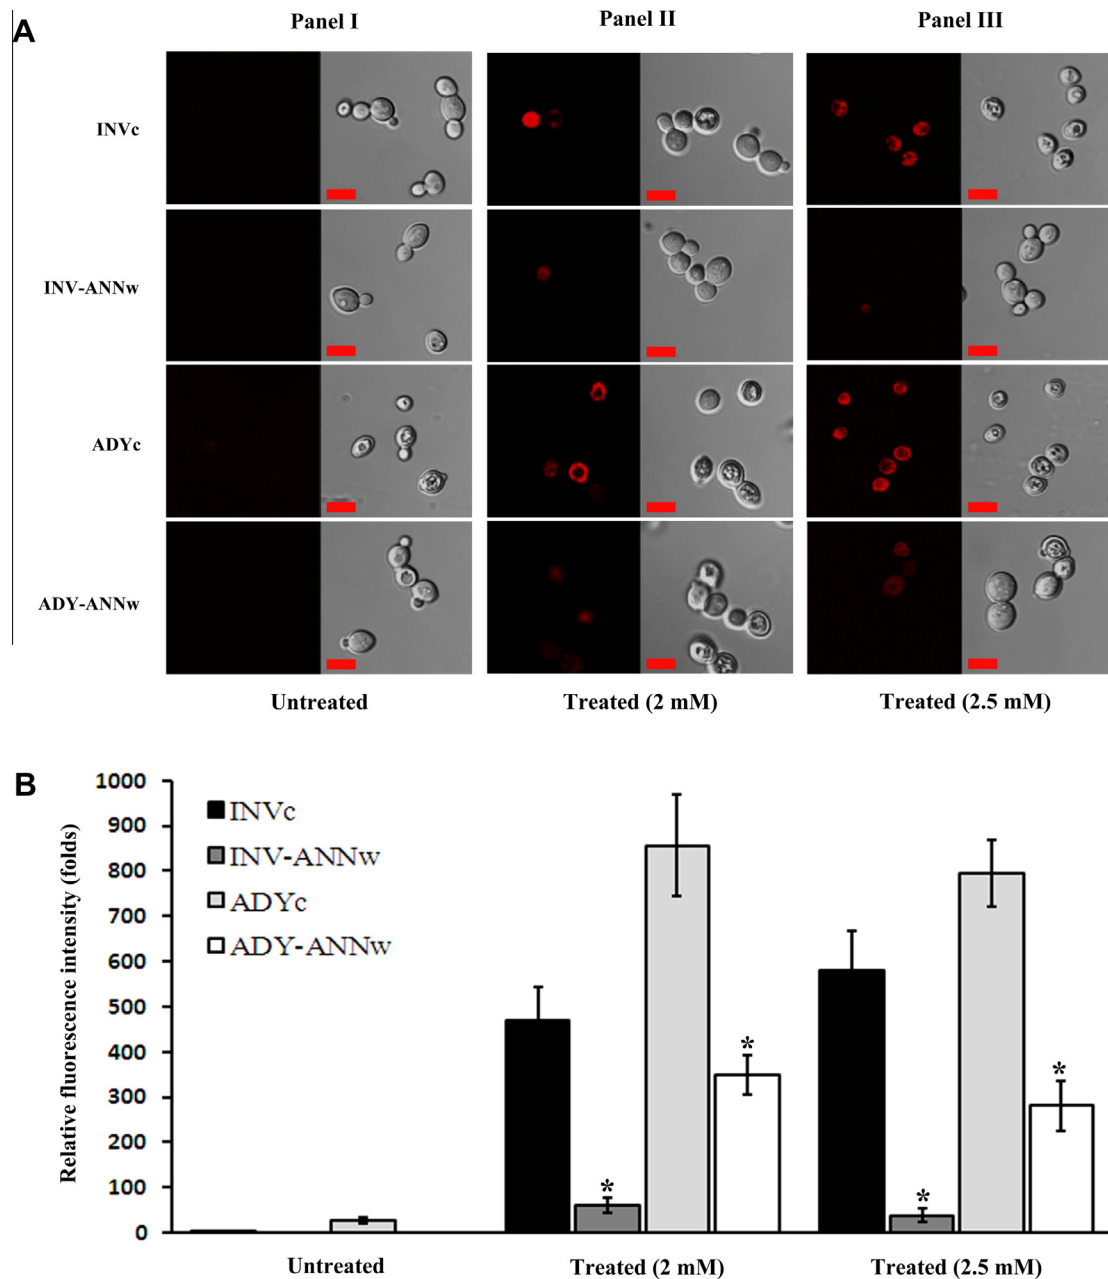 A
Panel I
Panel II
Panel III
INVc
INV-ANNw
ADYc
ADY-ANNw
Untreated
Treated (2 mM)
Treated (2.5 mM)
B
Relative fluorescence intensity (folds)
1000
900
800
700
600
500
400
300
200
100
0
INVc
INV-ANNw
ADYc
ADY-ANNw
*
*
*
*
Untreated
Treated (2 mM)
Treated (2.5 mM)